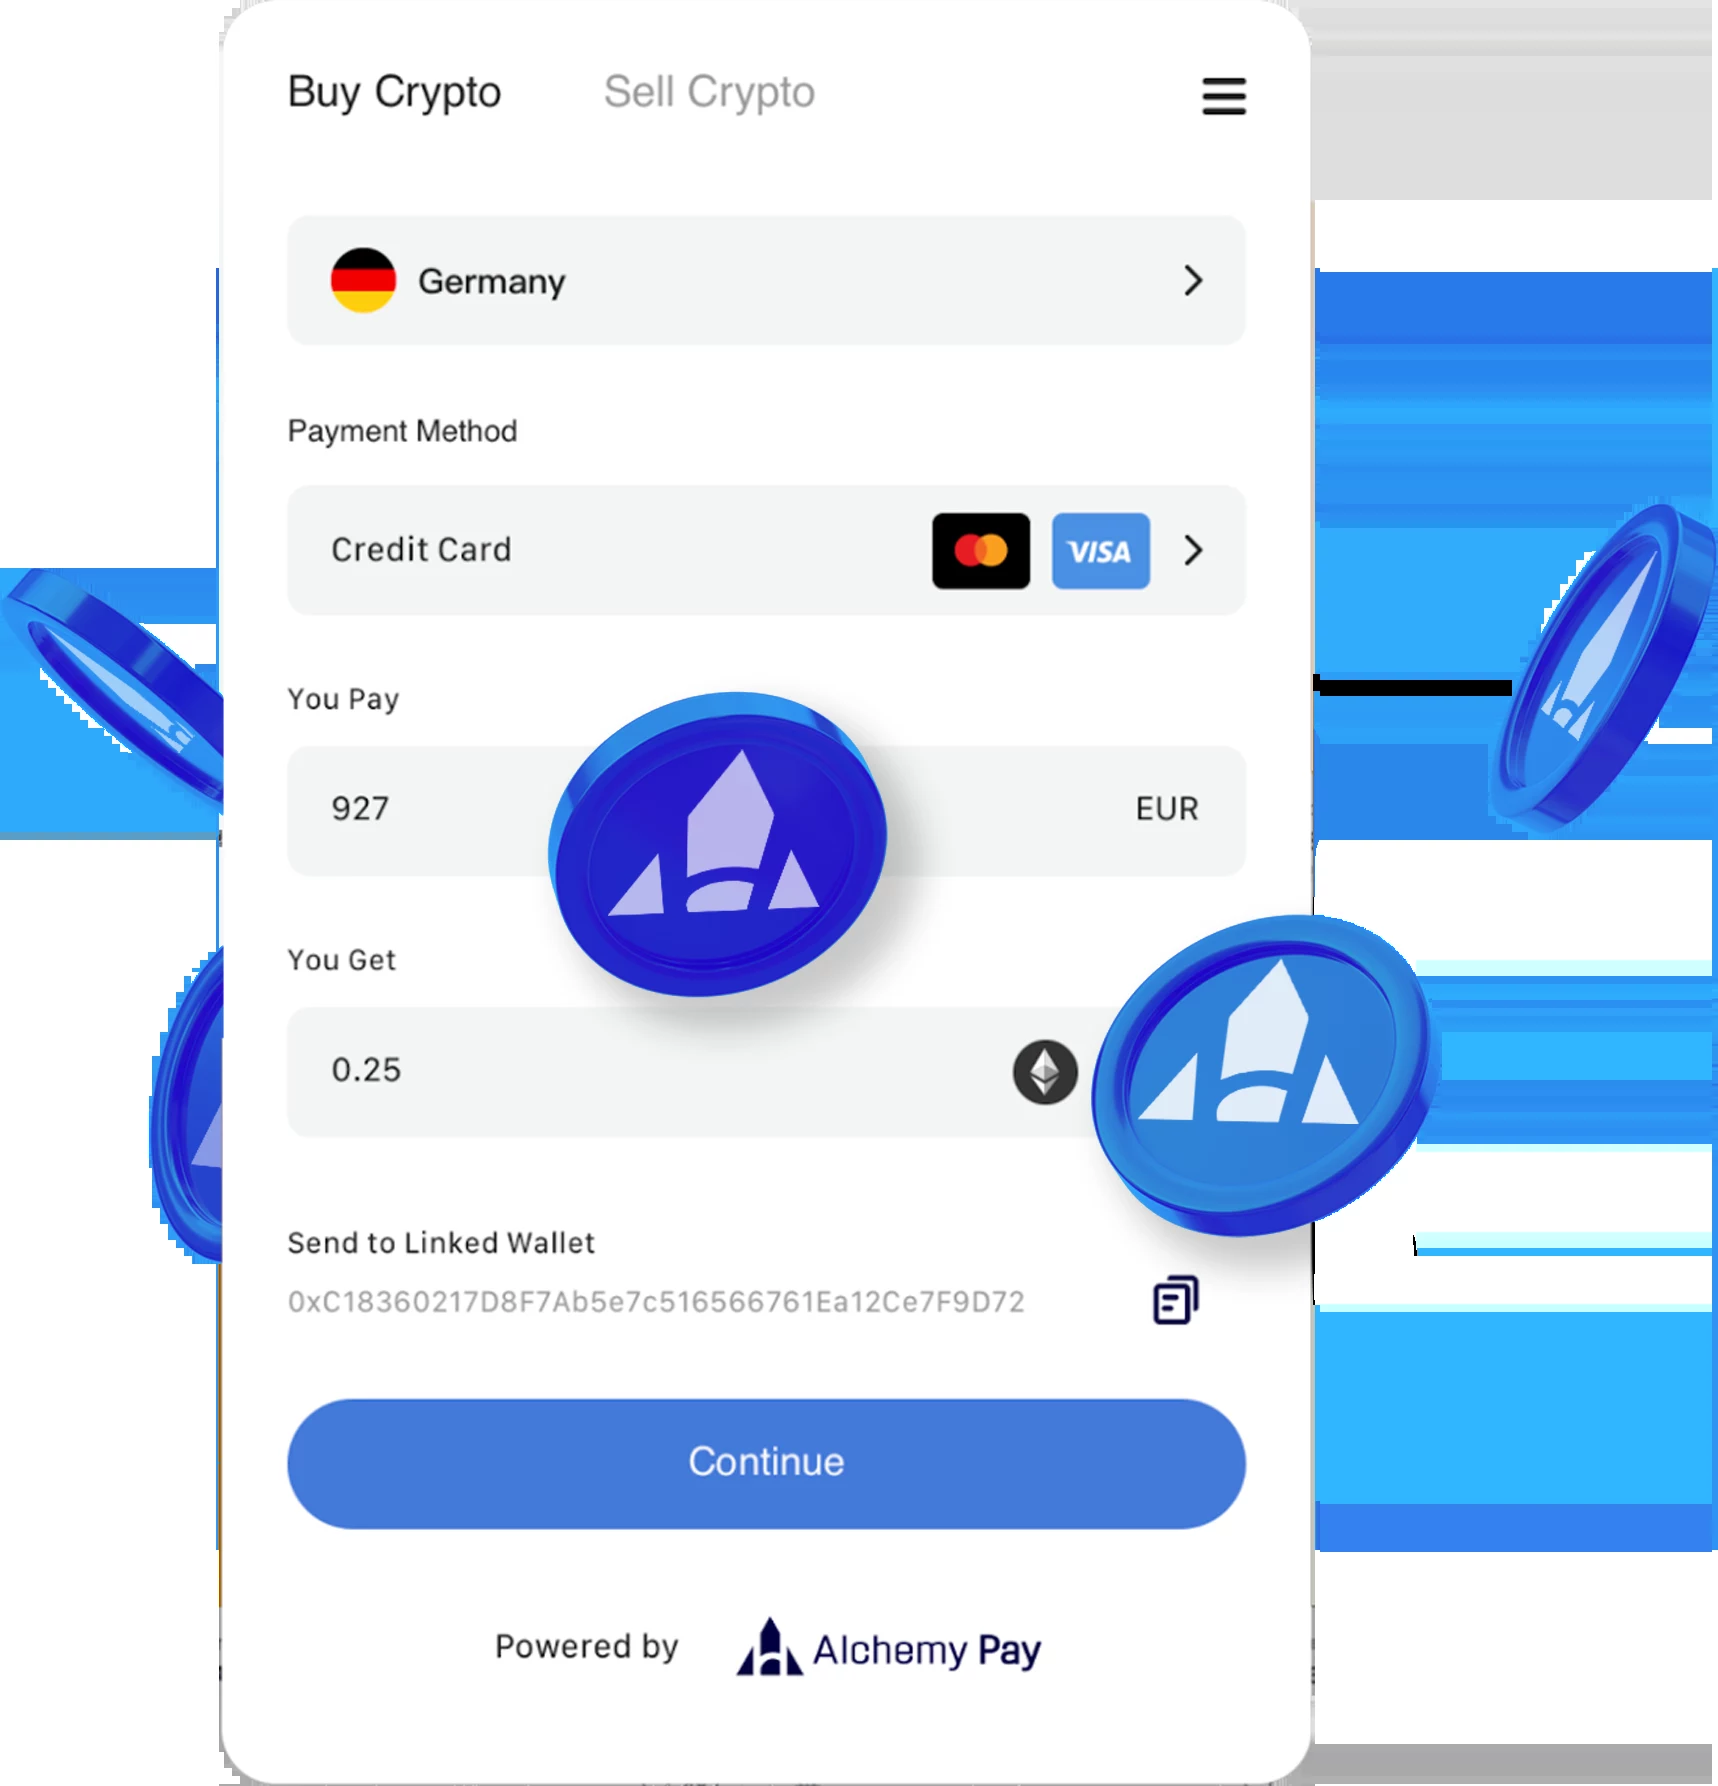 Buy Crypto
Sell Crypto
Germany
Payment Method
Credit Card
VISA
You Pay
927
EUR
You Get
0.25
Send to Linked Wallet
0xC18360217D8F7Ab5e7c516566761Ea12Ce7F9D72
Continue
Powered by
Alchemy Pay